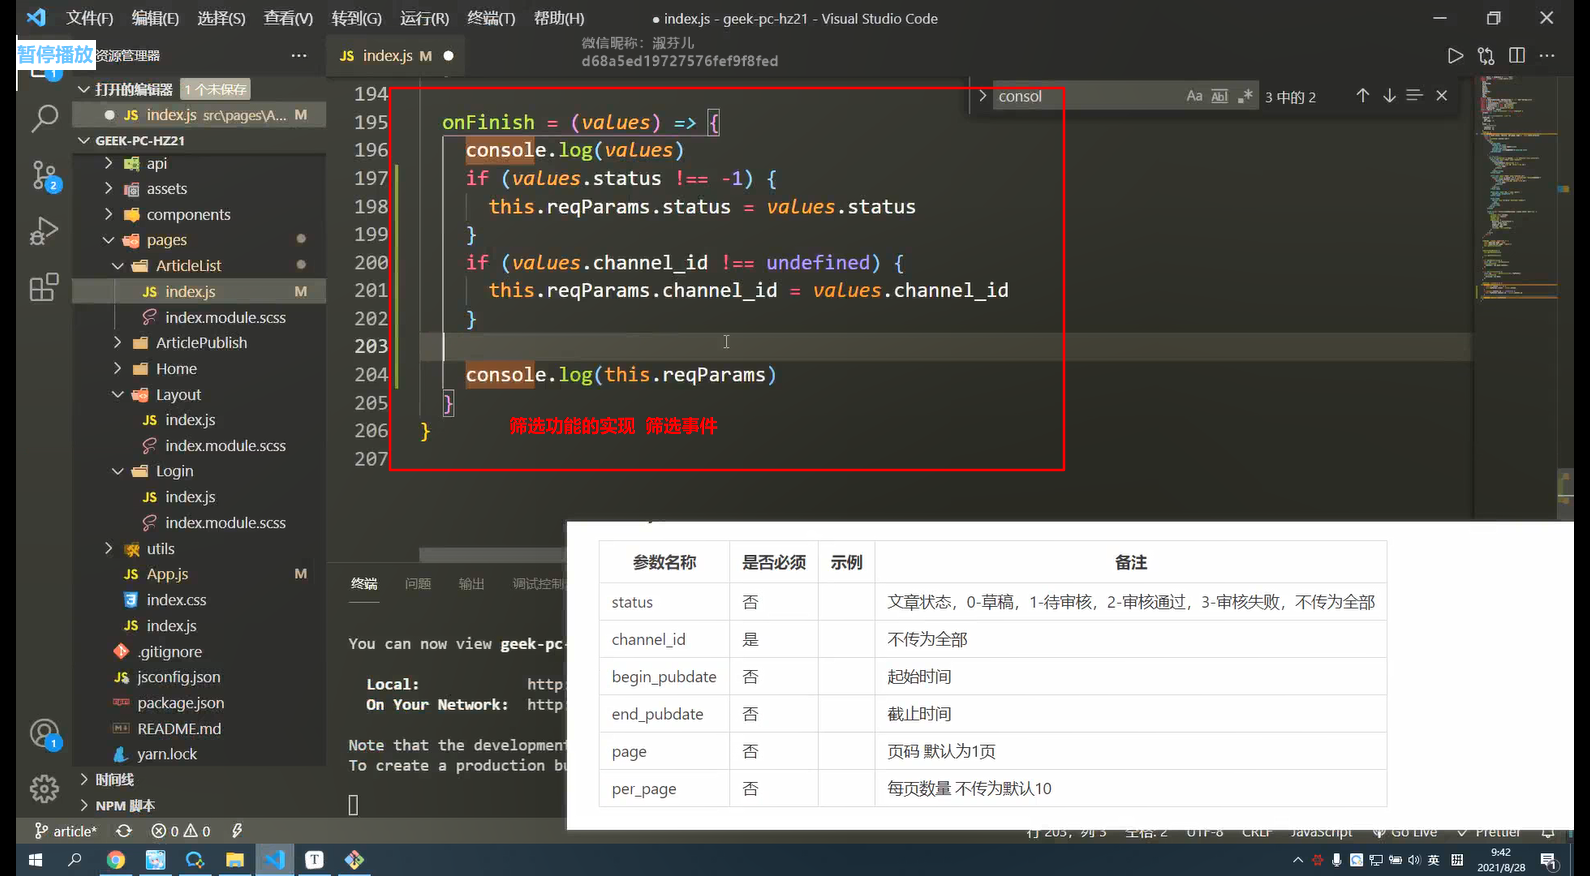 文件(F) 编辑(E) 选择(S) 查看(V) 转到(G) 运行(R) 终端(T) 帮助(H)
● index.js - geek-pc-hz21 - Visual Studio Code
暂停播放
资源管理器 ···
JS index.js M ●
微信昵称：淑芬儿
d68a5ed19727576fef9f8fed
打开的编辑器 1 个未保存
JS index.js src\pages\A... M
GEEK-PC-HZ21
api
assets
components
pages
ArticleList
JS index.js M
index.module.scss
ArticlePublish
Home
Layout
JS index.js
index.module.scss
Login
JS index.js
index.module.scss
utils
JS App.js M
index.css
JS index.js
.gitignore
JS jsconfig.json
package.json
README.md
yarn.lock
时间线
NPM 脚本
consol Aa Abl .* 3 中的 2
194
195 onFinish = (values) => {
196 console.log(values)
197 if (values.status !== -1) {
198 this.reqParams.status = values.status
199 }
200 if (values.channel_id !== undefined) {
201 this.reqParams.channel_id = values.channel_id
202 }
203
204 console.log(this.reqParams)
205 }
206 }
207
筛选功能的实现 筛选事件
终端 问题 输出 调试控制
You can now view geek-pc-
Local: http:
On Your Network: http:
Note that the development
To create a production bu
参数名称 是否必须 示例 备注
status 否 文章状态，0-草稿，1-待审核，2-审核通过，3-审核失败，不传为全部
channel_id 是 不传为全部
begin_pubdate 否 起始时间
end_pubdate 否 截止时间
page 否 页码 默认为1页
per_page 否 每页数量 不传为默认10
article* 0 0
行 203，列 3 空格: 2 UTF-8 CRLF JavaScript Go Live Prettier
英 拼
9:42
2021/8/28